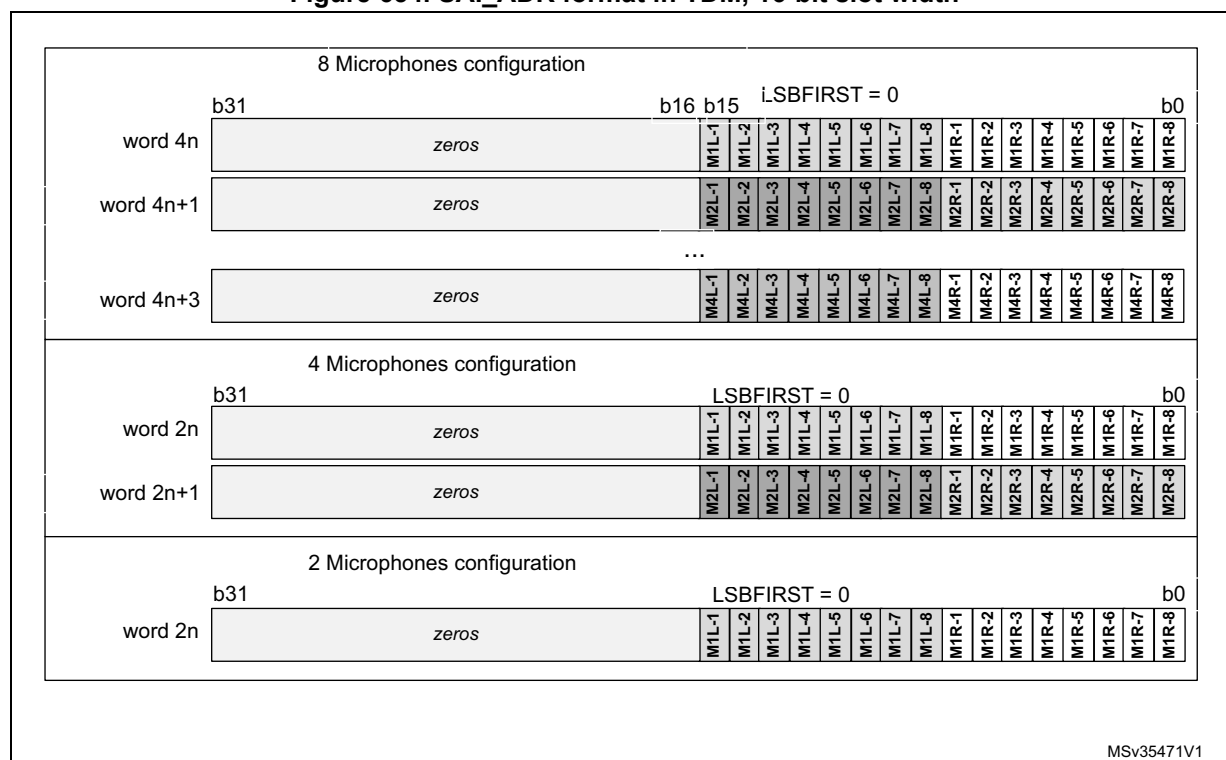 8 Microphones configuration
LSBFIRST = 0
b31 b16 b15 b0
word 4n zeros M1L-1 M1L-2 M1L-3 M1L-4 M1L-5 M1L-6 M1L-7 M1L-8 M1R-1 M1R-2 M1R-3 M1R-4 M1R-5 M1R-6 M1R-7 M1R-8
word 4n+1 zeros M2L-1 M2L-2 M2L-3 M2L-4 M2L-5 M2L-6 M2L-7 M2L-8 M2R-1 M2R-2 M2R-3 M2R-4 M2R-5 M2R-6 M2R-7 M2R-8
...
word 4n+3 zeros M4L-1 M4L-2 M4L-3 M4L-4 M4L-5 M4L-6 M4L-7 M4L-8 M4R-1 M4R-2 M4R-3 M4R-4 M4R-5 M4R-6 M4R-7 M4R-8
4 Microphones configuration
b31 LSBFIRST = 0 b0
word 2n zeros M1L-1 M1L-2 M1L-3 M1L-4 M1L-5 M1L-6 M1L-7 M1L-8 M1R-1 M1R-2 M1R-3 M1R-4 M1R-5 M1R-6 M1R-7 M1R-8
word 2n+1 zeros M2L-1 M2L-2 M2L-3 M2L-4 M2L-5 M2L-6 M2L-7 M2L-8 M2R-1 M2R-2 M2R-3 M2R-4 M2R-5 M2R-6 M2R-7 M2R-8
2 Microphones configuration
b31 LSBFIRST = 0 b0
word 2n zeros M1L-1 M1L-2 M1L-3 M1L-4 M1L-5 M1L-6 M1L-7 M1L-8 M1R-1 M1R-2 M1R-3 M1R-4 M1R-5 M1R-6 M1R-7 M1R-8
MSv35471V1